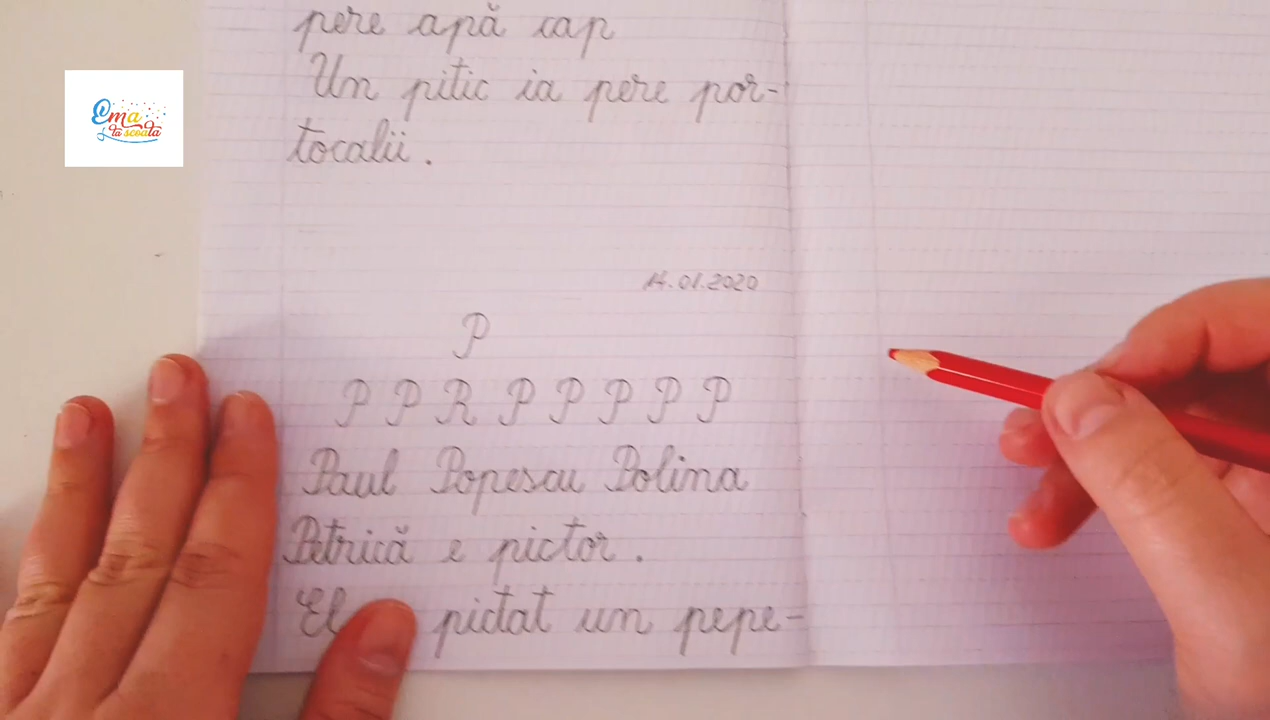 pere apă cap
Un pitic ia pere por-
tocalii.
Ema
la scoala
14.01.2020
P
P P R P P P P P
Paul Popescu Polina
Petrică e pictor.
El pictat un pepe-